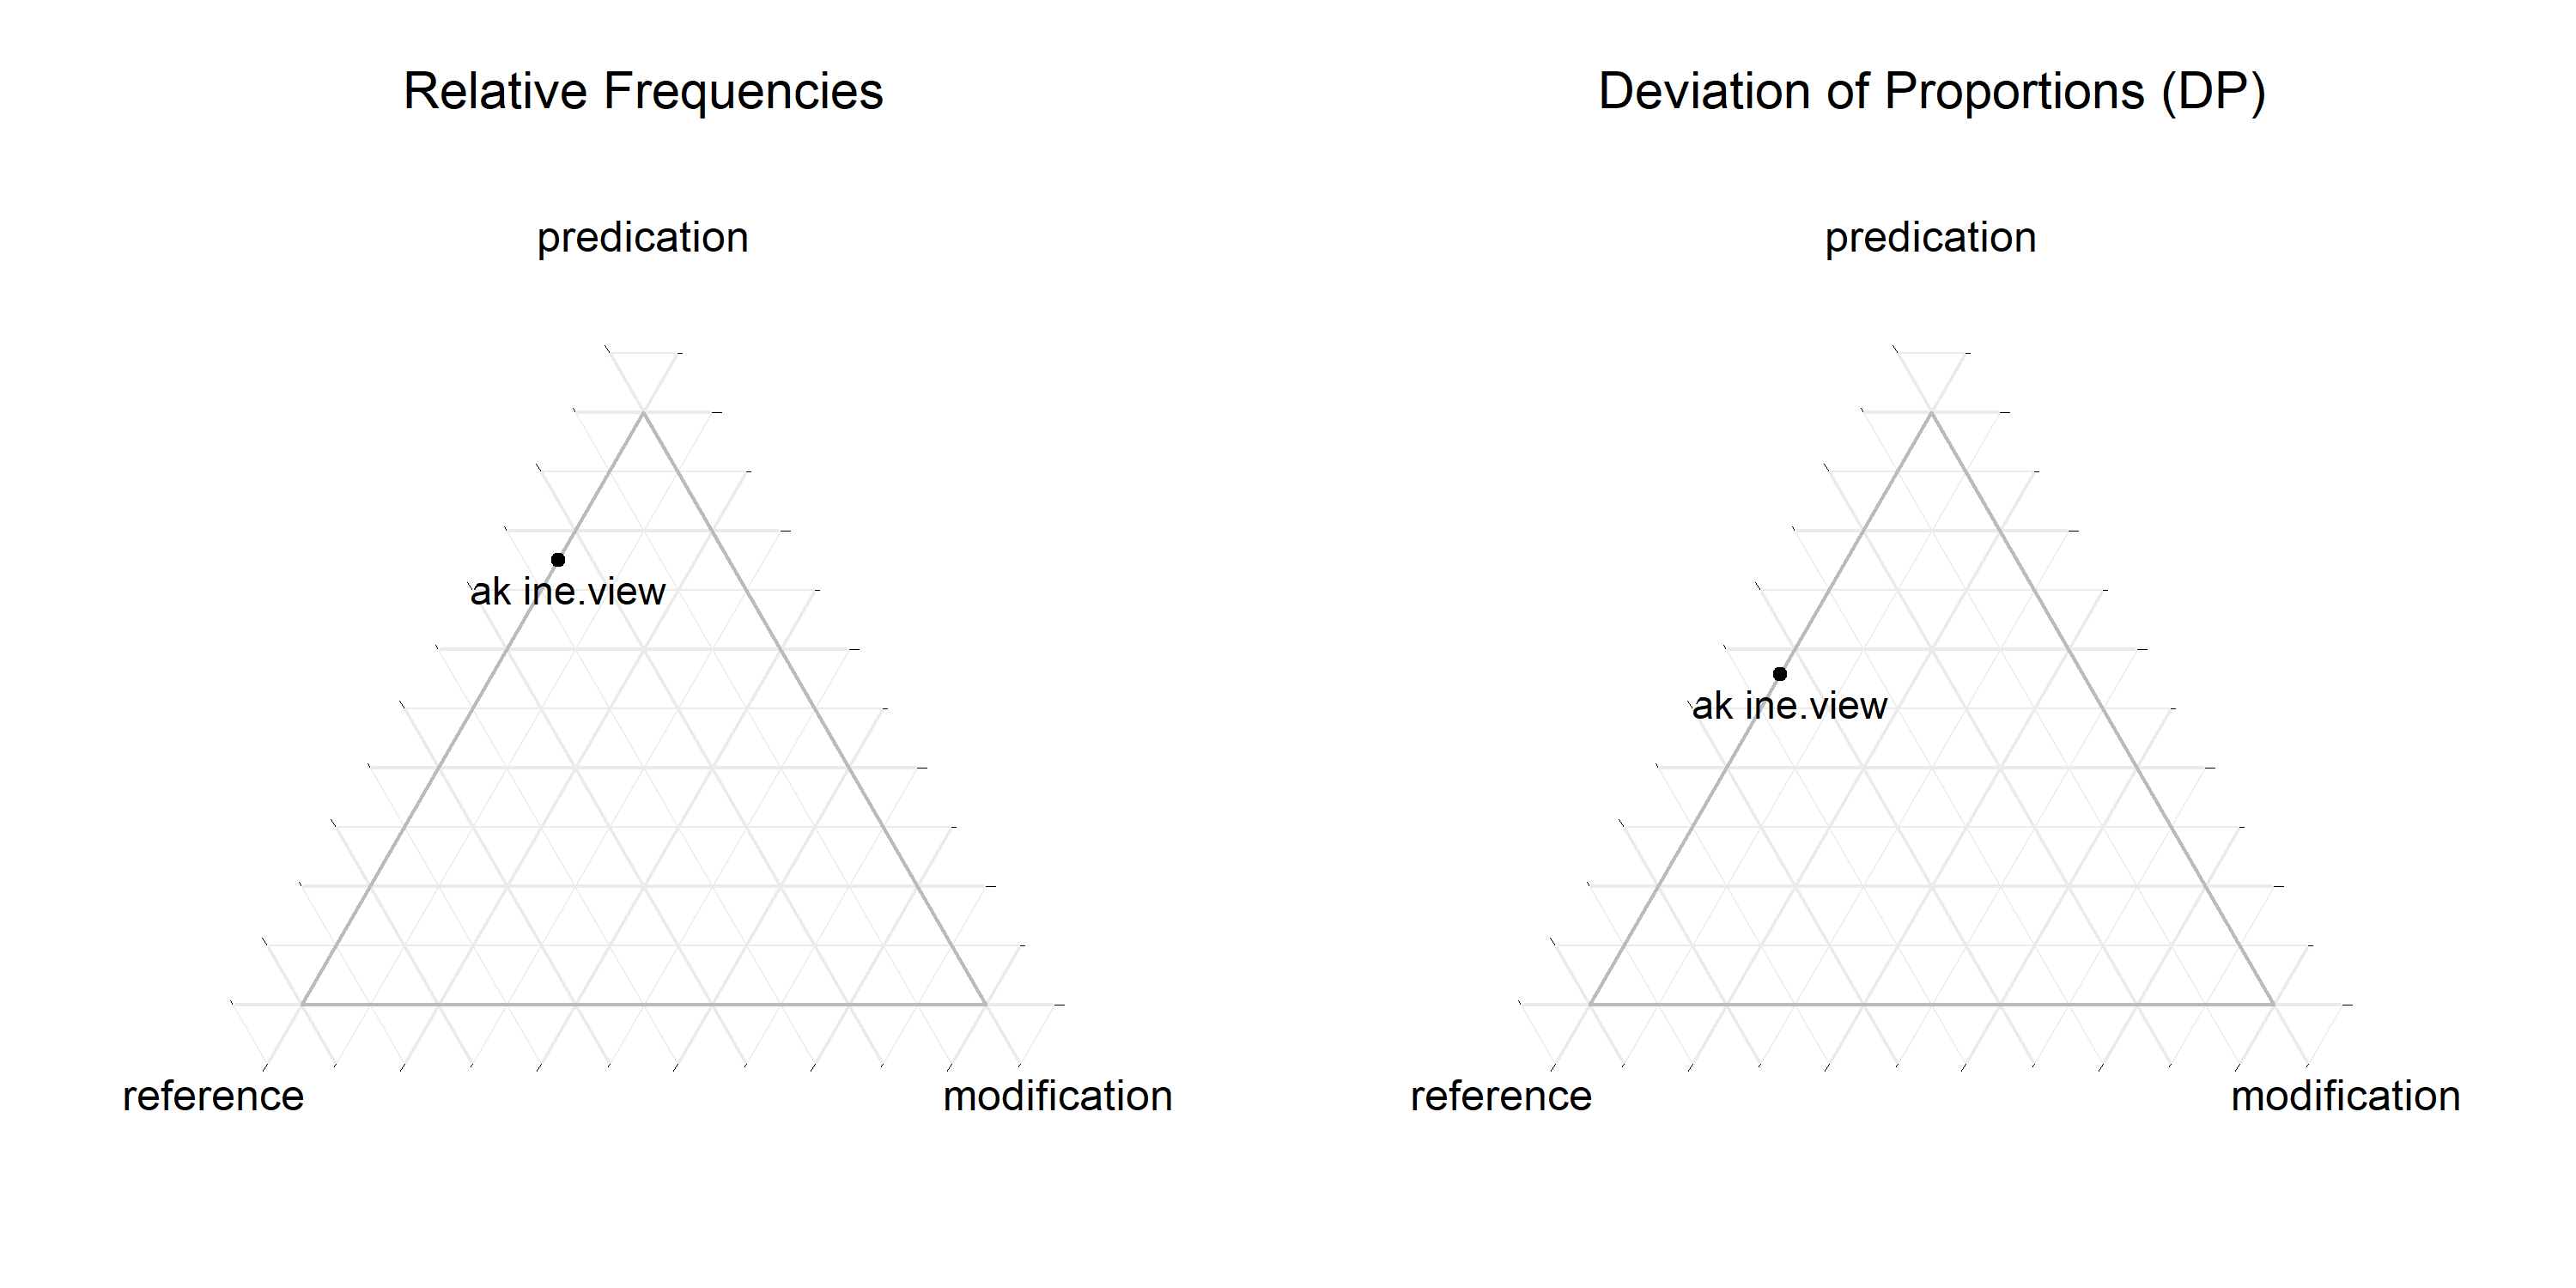 Relative Frequencies
predication
ak ine.view
reference
modification
Deviation of Proportions (DP)
predication
ak ine.view
reference
modification